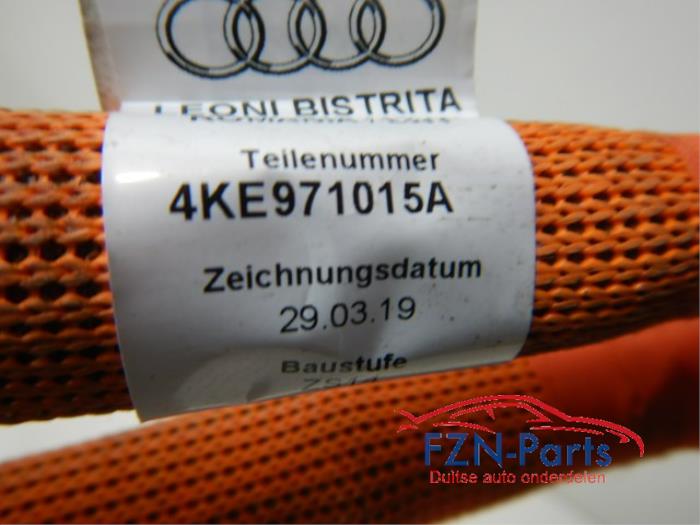 LEONI BISTRITA
Teilenummer
4KE971015A
Zeichnungsdatum
29.03.19
Baustufe
FZN-Parts
Duitse auto onderdelen